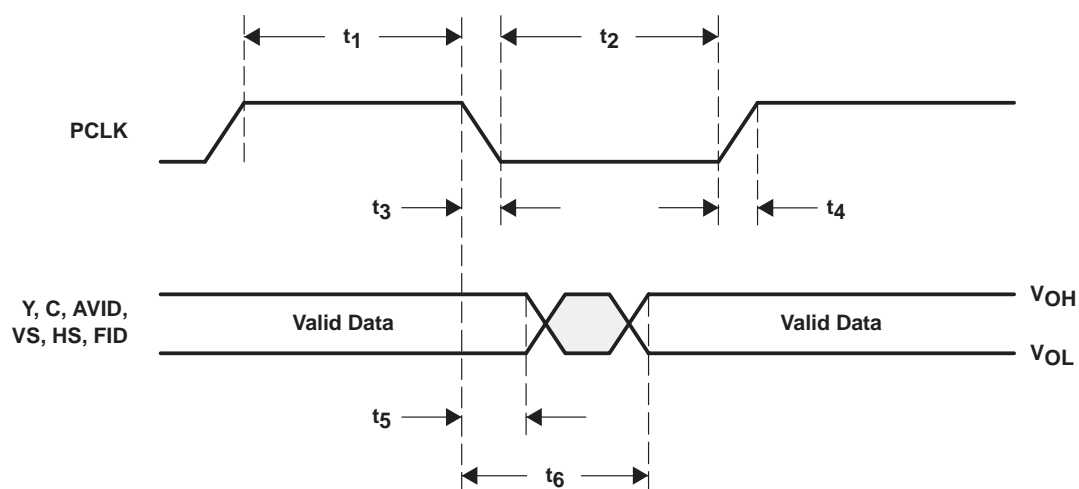 t1
t2
PCLK
t3
t4
Y, C, AVID,
VS, HS, FID
Valid Data
Valid Data
VOH
VOL
t5
t6